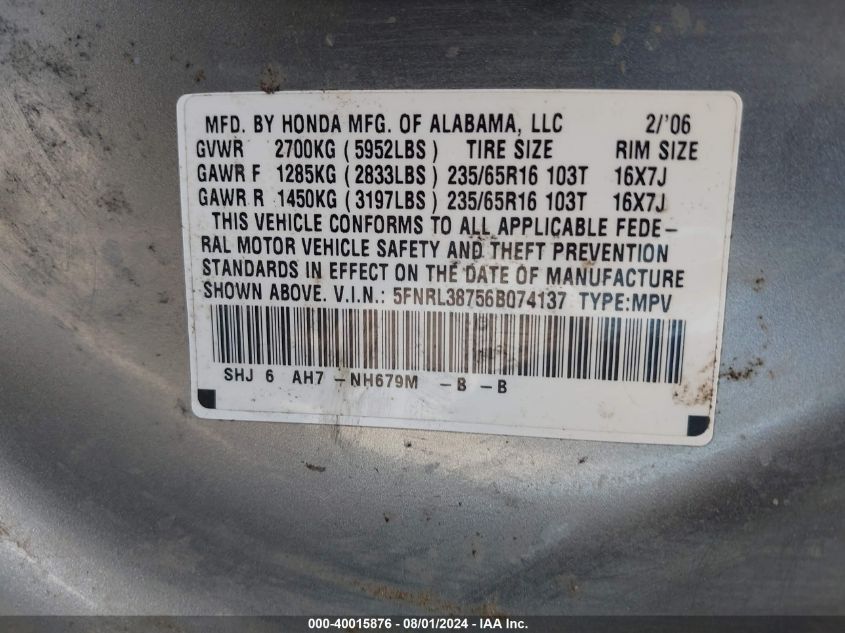 MFD. BY HONDA MFG. OF ALABAMA, LLC 2/'06
GVWR 2700KG (5952LBS) TIRE SIZE RIM SIZE
GAWR F 1285KG (2833LBS) 235/65R16 103T 16X7J
GAWR R 1450KG (3197LBS) 235/65R16 103T 16X7J
THIS VEHICLE CONFORMS TO ALL APPLICABLE FEDE-
RAL MOTOR VEHICLE SAFETY AND THEFT PREVENTION
STANDARDS IN EFFECT ON THE DATE OF MANUFACTURE
SHOWN ABOVE. V.I.N.: 5FNRL38756B074137 TYPE:MPV
SHJ 6 AH7 -NH679M -B -B
000-40015876 - 08/01/2024 - IAA Inc.